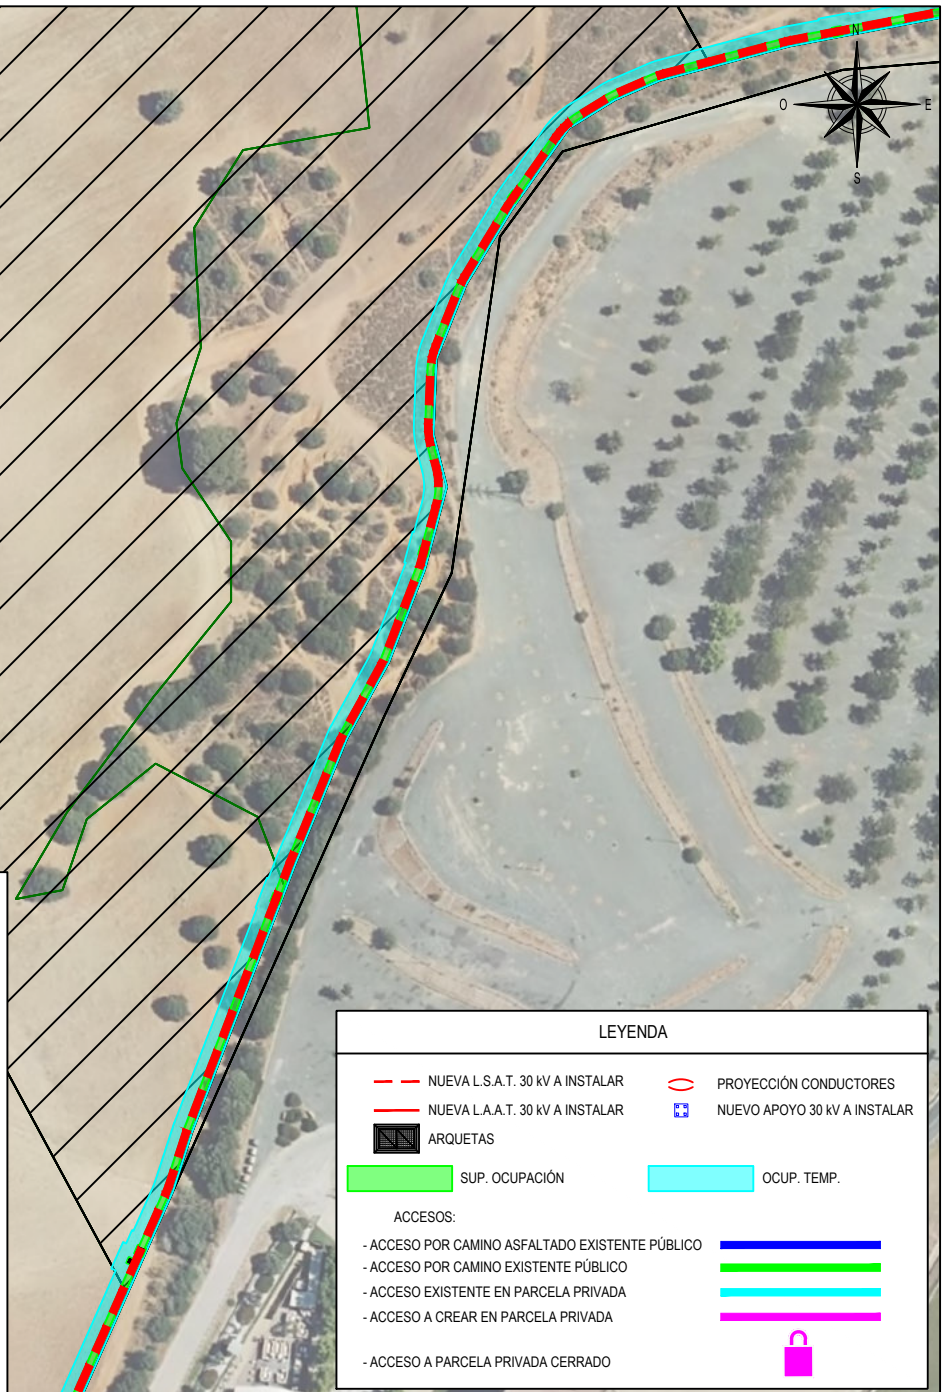 N
O
E
S
LEYENDA
NUEVA L.S.A.T. 30 kV A INSTALAR
PROYECCIÓN CONDUCTORES
NUEVA L.A.A.T. 30 kV A INSTALAR
NUEVO APOYO 30 kV A INSTALAR
ARQUETAS
SUP. OCUPACIÓN
OCUP. TEMP.
ACCESOS:
- ACCESO POR CAMINO ASFALTADO EXISTENTE PÚBLICO
- ACCESO POR CAMINO EXISTENTE PÚBLICO
- ACCESO EXISTENTE EN PARCELA PRIVADA
- ACCESO A CREAR EN PARCELA PRIVADA
- ACCESO A PARCELA PRIVADA CERRADO